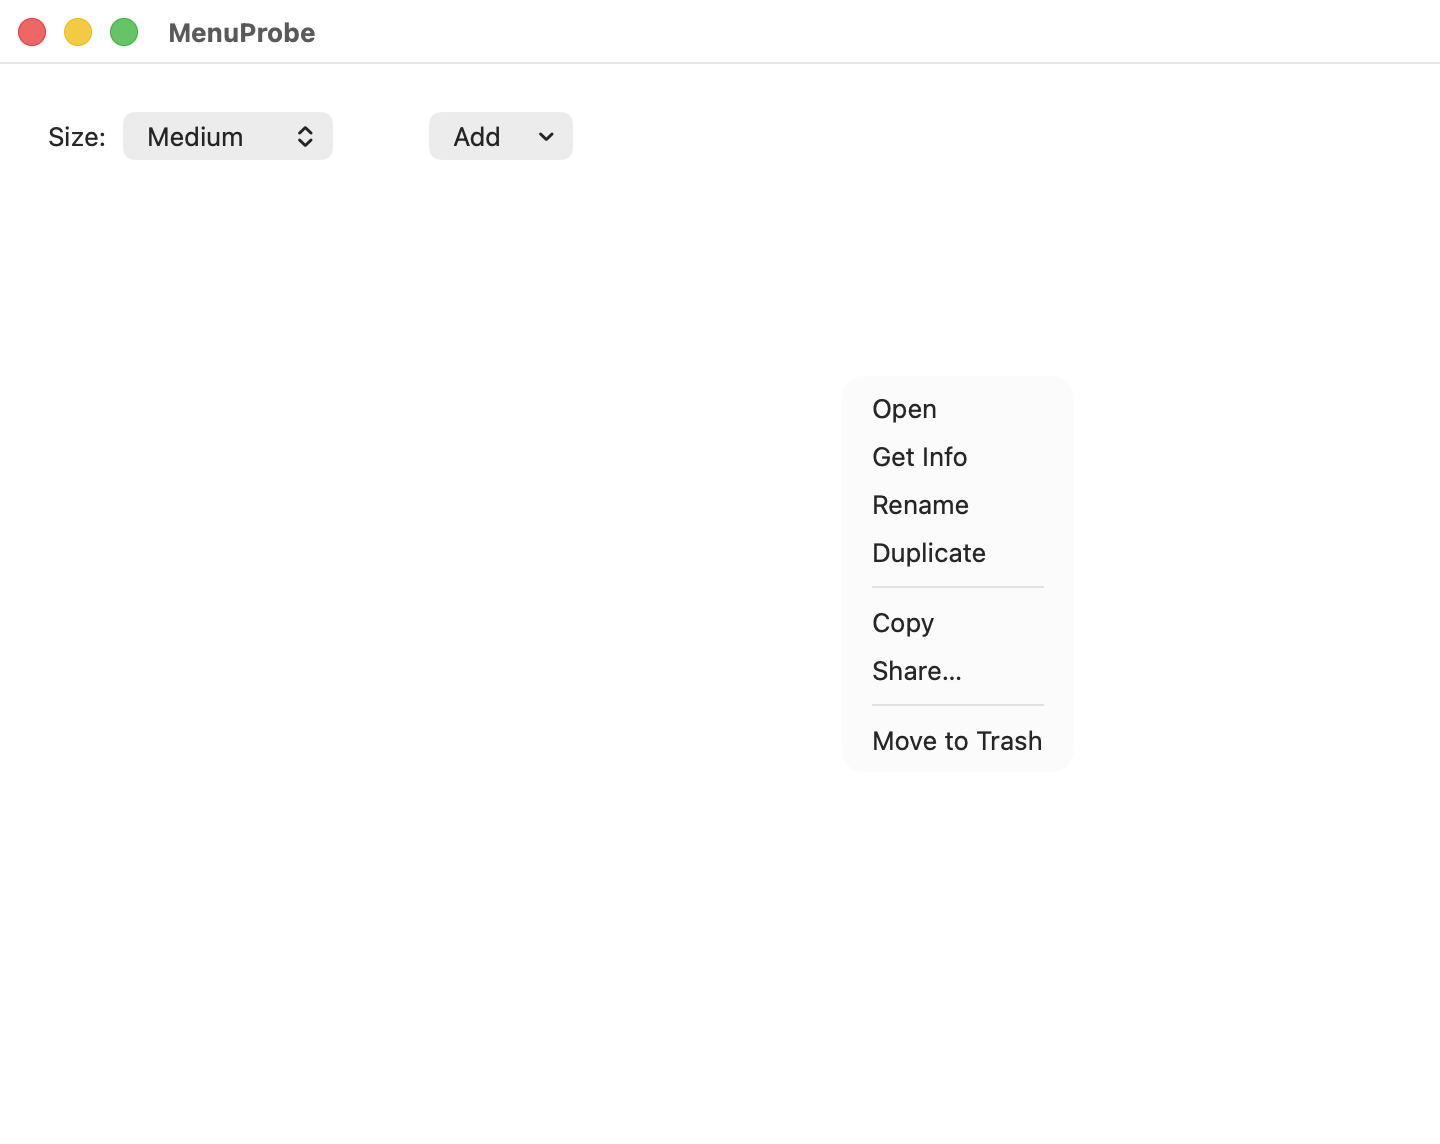 MenuProbe
Size: Medium Add
Open
Get Info
Rename
Duplicate
Copy
Share...
Move to Trash